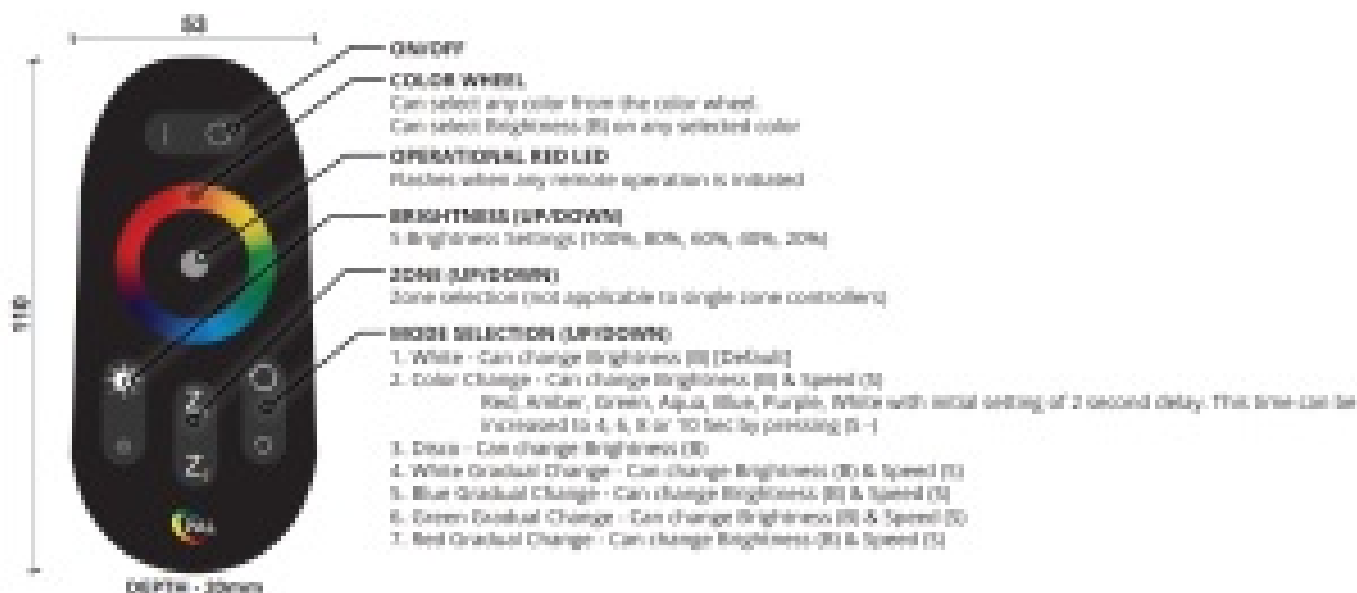 52
ON/OFF
COLOR WHEEL
Can select any color from the color wheel.
Can select Brightness (B) on any selected color
OPERATIONAL RED LED
Flashes when any remote operation is initiated
BRIGHTNESS (UP/DOWN)
5 Brightness Settings (100%, 80%, 60%, 40%, 20%)
ZONE (UP/DOWN)
Zone selection (not applicable to single zone controllers)
MODE SELECTION (UP/DOWN)
1. White - Can change Brightness (B) [Default]
2. Color Change - Can change Brightness (B) & Speed (S)
Red, Amber, Green, Aqua, Blue, Purple, White with initial setting of 2 second delay. This time can be
increased to 4, 6, 8 or 10 Sec by pressing (S -)
3. Disco - Can change Brightness (B)
4. White Gradual Change - Can change Brightness (B) & Speed (S)
5. Blue Gradual Change - Can change Brightness (B) & Speed (S)
6. Green Gradual Change - Can change Brightness (B) & Speed (S)
7. Red Gradual Change - Can change Brightness (B) & Speed (S)
Z
Z
DEPTH - 20mm